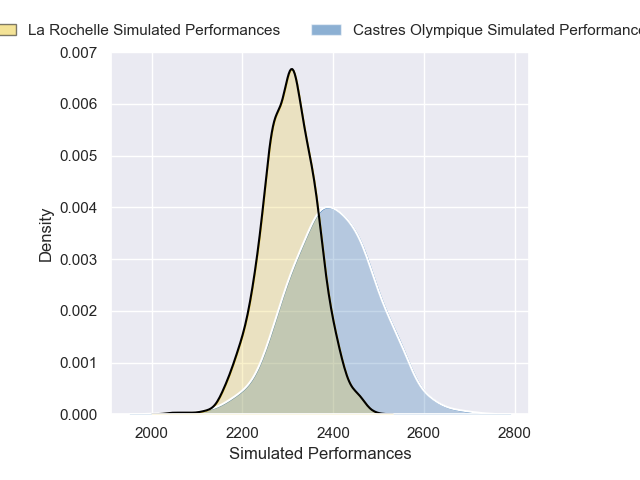 La Rochelle Simulated Performances
Castres Olympique Simulated
0.007
0.006
0.005
0.004
0.003
0.002
0.001
0.000
Density
2000 2200 2400 2600 2800
Simulated Performances